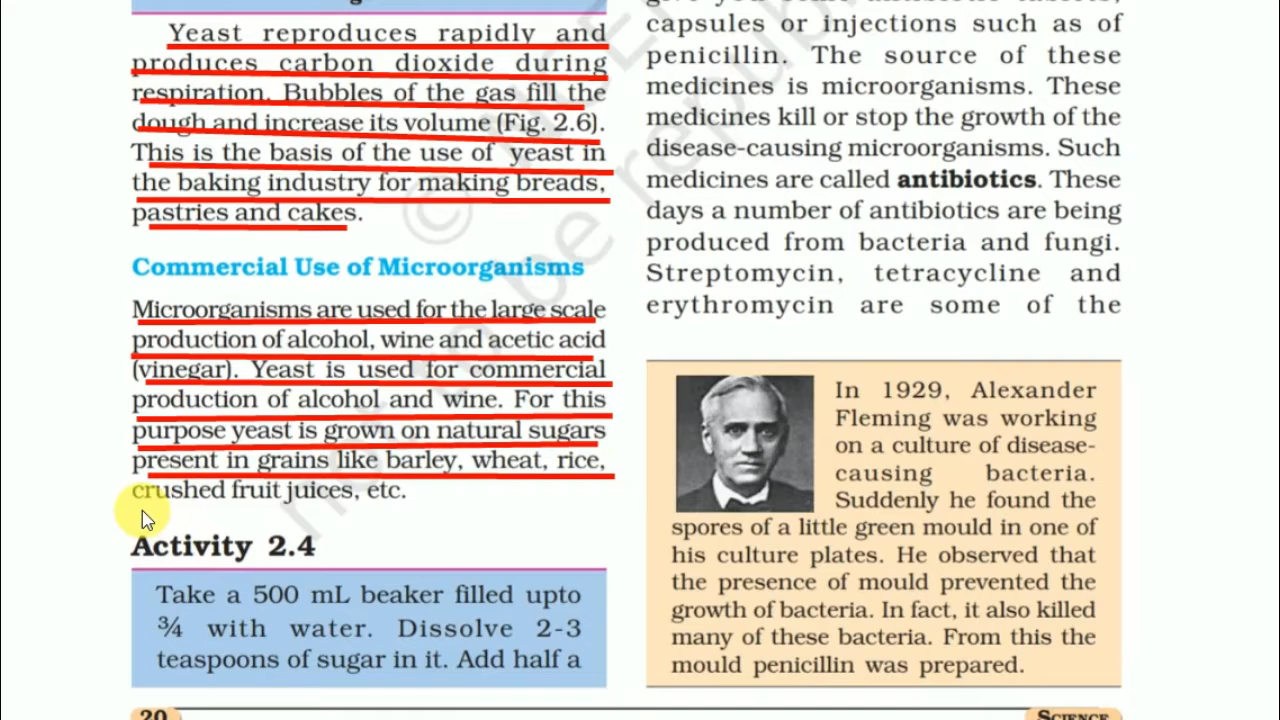 Yeast reproduces rapidly and
produces carbon dioxide during
respiration. Bubbles of the gas fill the
dough and increase its volume (Fig. 2.6).
This is the basis of the use of yeast in
the baking industry for making breads,
pastries and cakes.
Commercial Use of Microorganisms
Microorganisms are used for the large scale
production of alcohol, wine and acetic acid
(vinegar). Yeast is used for commercial
production of alcohol and wine. For this
purpose yeast is grown on natural sugars
present in grains like barley, wheat, rice,
crushed fruit juices, etc.
Activity 2.4
Take a 500 mL beaker filled upto
¾ with water. Dissolve 2-3
teaspoons of sugar in it. Add half a
capsules or injections such as of
penicillin. The source of these
medicines is microorganisms. These
medicines kill or stop the growth of the
disease-causing microorganisms. Such
medicines are called antibiotics. These
days a number of antibiotics are being
produced from bacteria and fungi.
Streptomycin, tetracycline and
erythromycin are some of the
In 1929, Alexander
Fleming was working
on a culture of disease-
causing bacteria.
Suddenly he found the
spores of a little green mould in one of
his culture plates. He observed that
the presence of mould prevented the
growth of bacteria. In fact, it also killed
many of these bacteria. From this the
mould penicillin was prepared.
20
SCIENCE
not to be republ